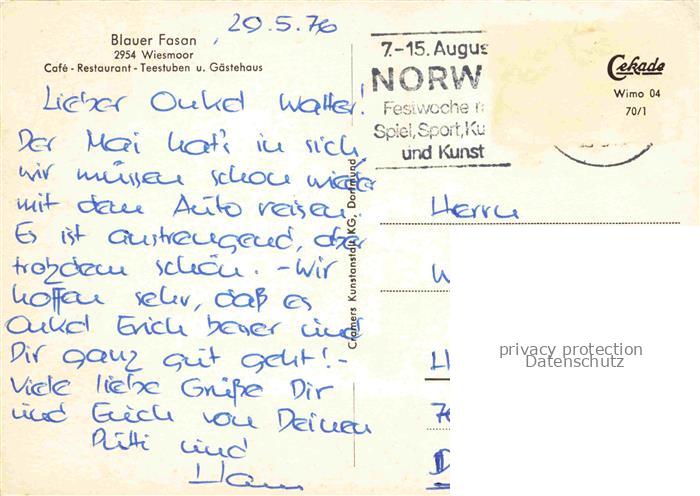 29.5.76
Blauer Fasan
2954 Wiesmoor
Café - Restaurant - Teestuben u. Gästehaus
Lieber Onkel Walter!
Der Mai hat's in sich
wir müssen schon wieder
mit dem Auto reisen.
Es ist anstrengend, aber
trotzdem schön. - Wir
hoffen sehr, daß es
Onkel Erich besser und
Dir ganz gut geht! -
Viele liebe Grüße Dir
und Erich von Deinen
und
Cramers Kunstanstalt KG, Dortmund
7.-15. Augus
NORW
Festwoche
Spiel, Sport, Ku
und Kunst
Cekade
Wimo 04
70/1
Herrn
privacy protection
Datenschutz